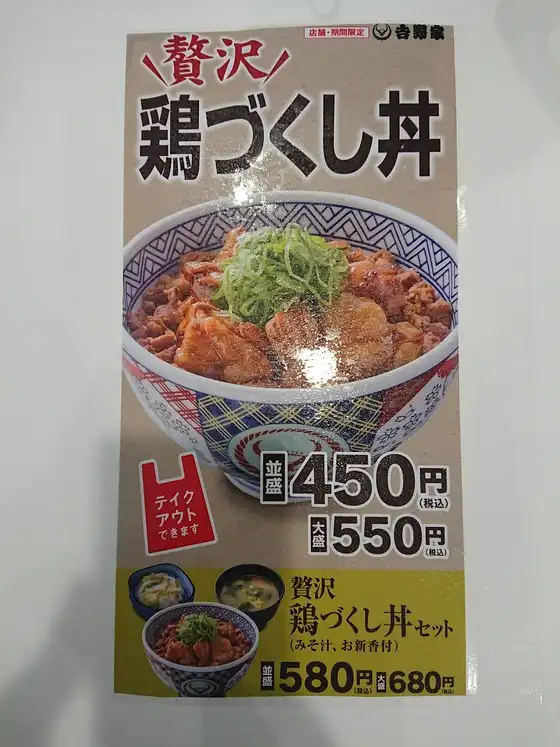 店舗・期間限定 吉野家
贅沢
鶏づくし丼
並盛 450円(税込)
大盛 550円(税込)
テイク
アウト
できます
贅沢
鶏づくし丼セット
(みそ汁、お新香付)
並盛 580円(税込) 大盛 680円(税込)